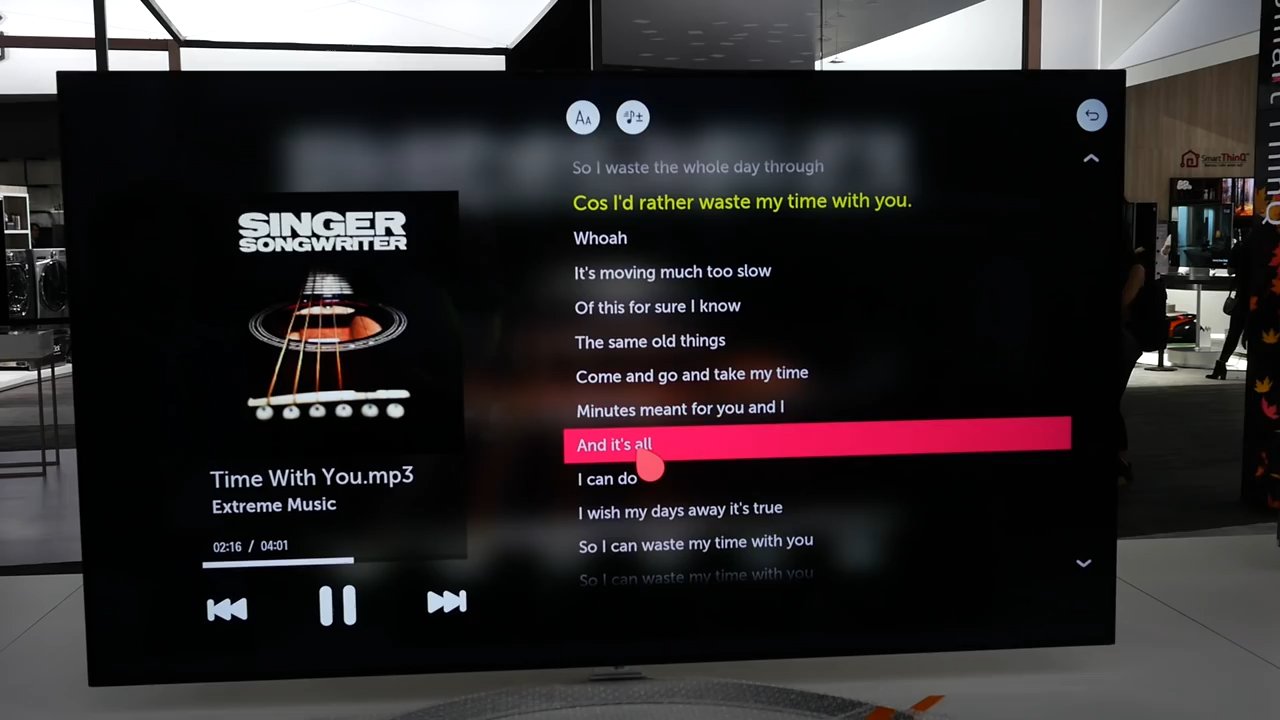 AA
So I waste the whole day through
Cos I'd rather waste my time with you.
Whoah
It's moving much too slow
Of this for sure I know
The same old things
Come and go and take my time
Minutes meant for you and I
And it's all
I can do
I wish my days away it's true
So I can waste my time with you
So I can waste my time with you
SINGER
SONGWRITER
Time With You.mp3
Extreme Music
02:16 / 04:01
SmartThinQ
Smart ThinQ